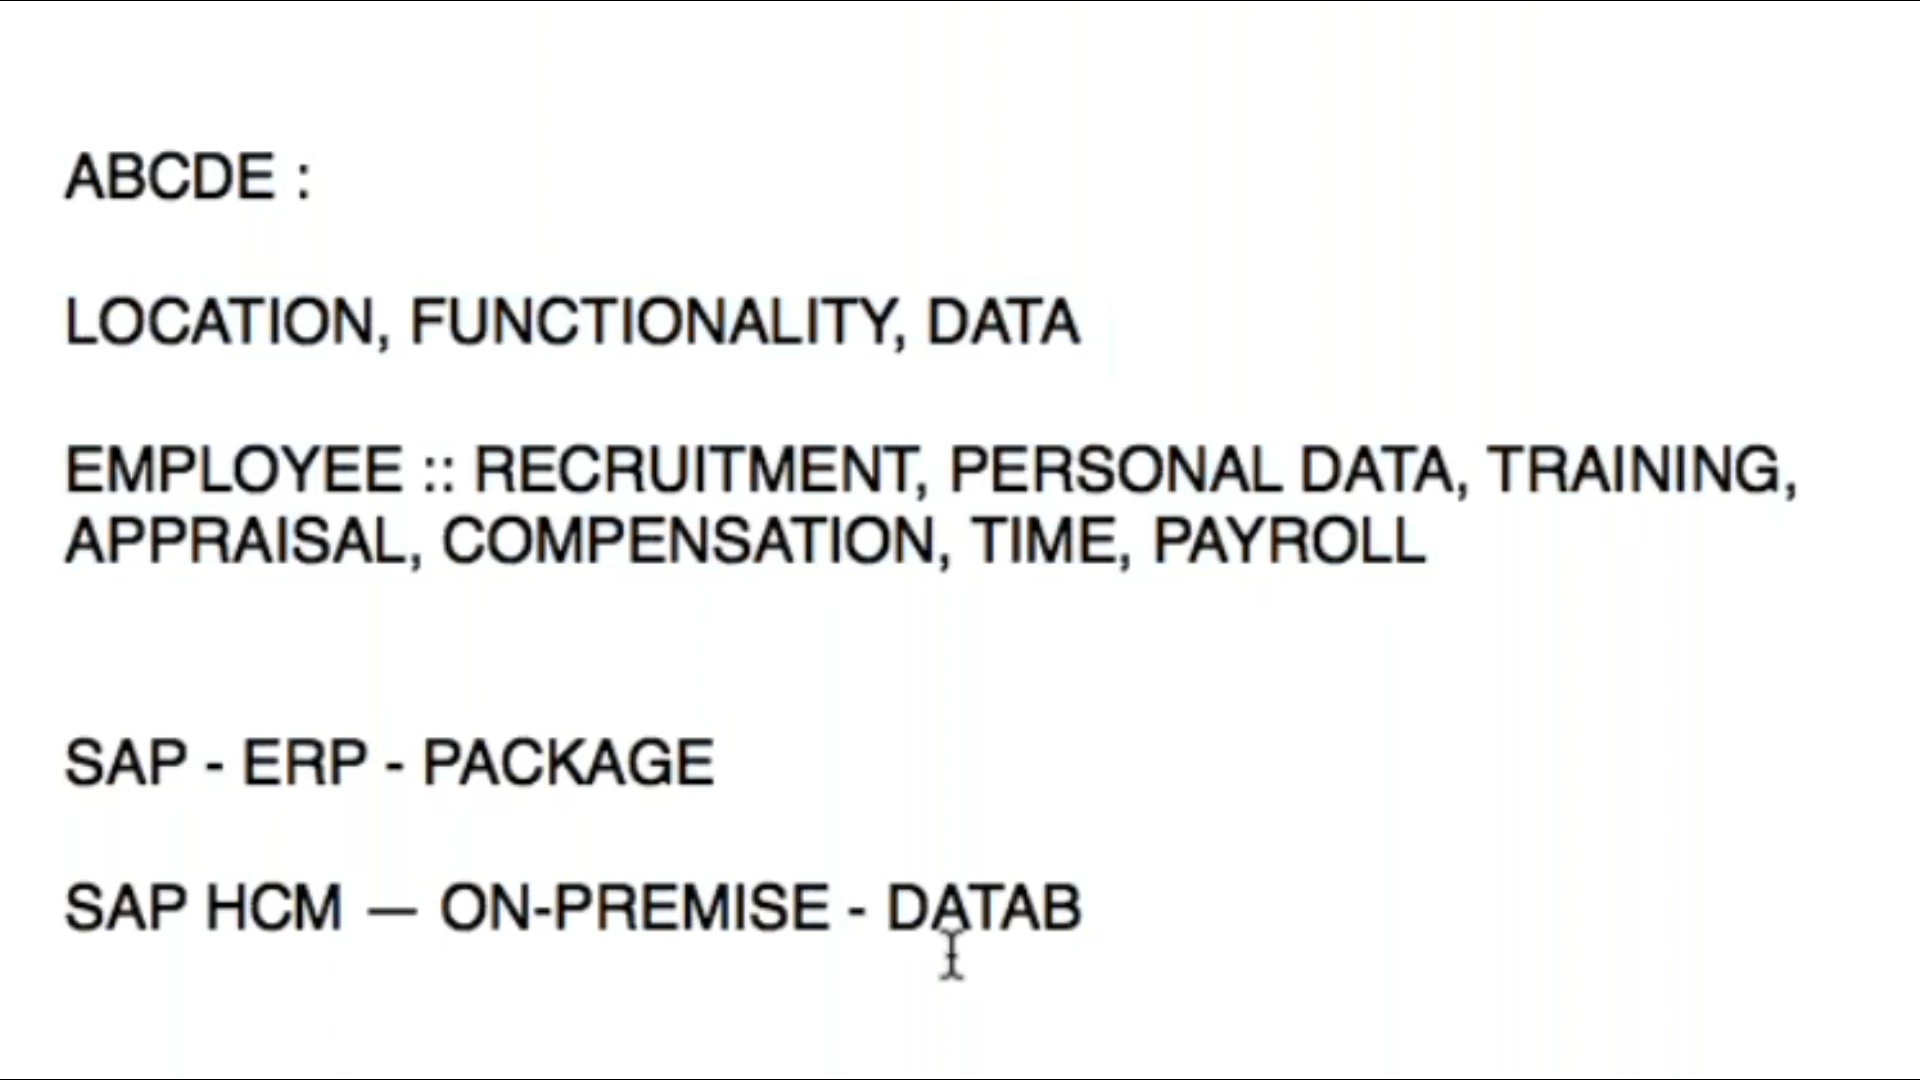 ABCDE :
LOCATION, FUNCTIONALITY, DATA
EMPLOYEE :: RECRUITMENT, PERSONAL DATA, TRAINING,
APPRAISAL, COMPENSATION, TIME, PAYROLL
SAP - ERP - PACKAGE
SAP HCM — ON-PREMISE - DATAB